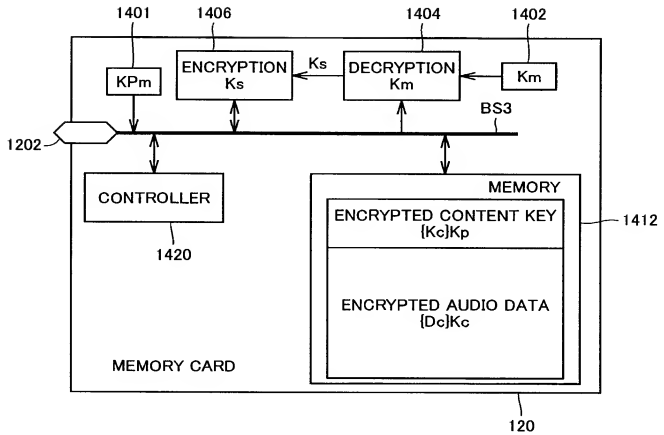 1401
1406
1404
1402
KPm
ENCRYPTION
Ks
Ks
DECRYPTION
Km
Km
BS3
1202
CONTROLLER
1420
MEMORY
ENCRYPTED CONTENT KEY
{Kc}Kp
1412
ENCRYPTED AUDIO DATA
{Dc}Kc
MEMORY CARD
120